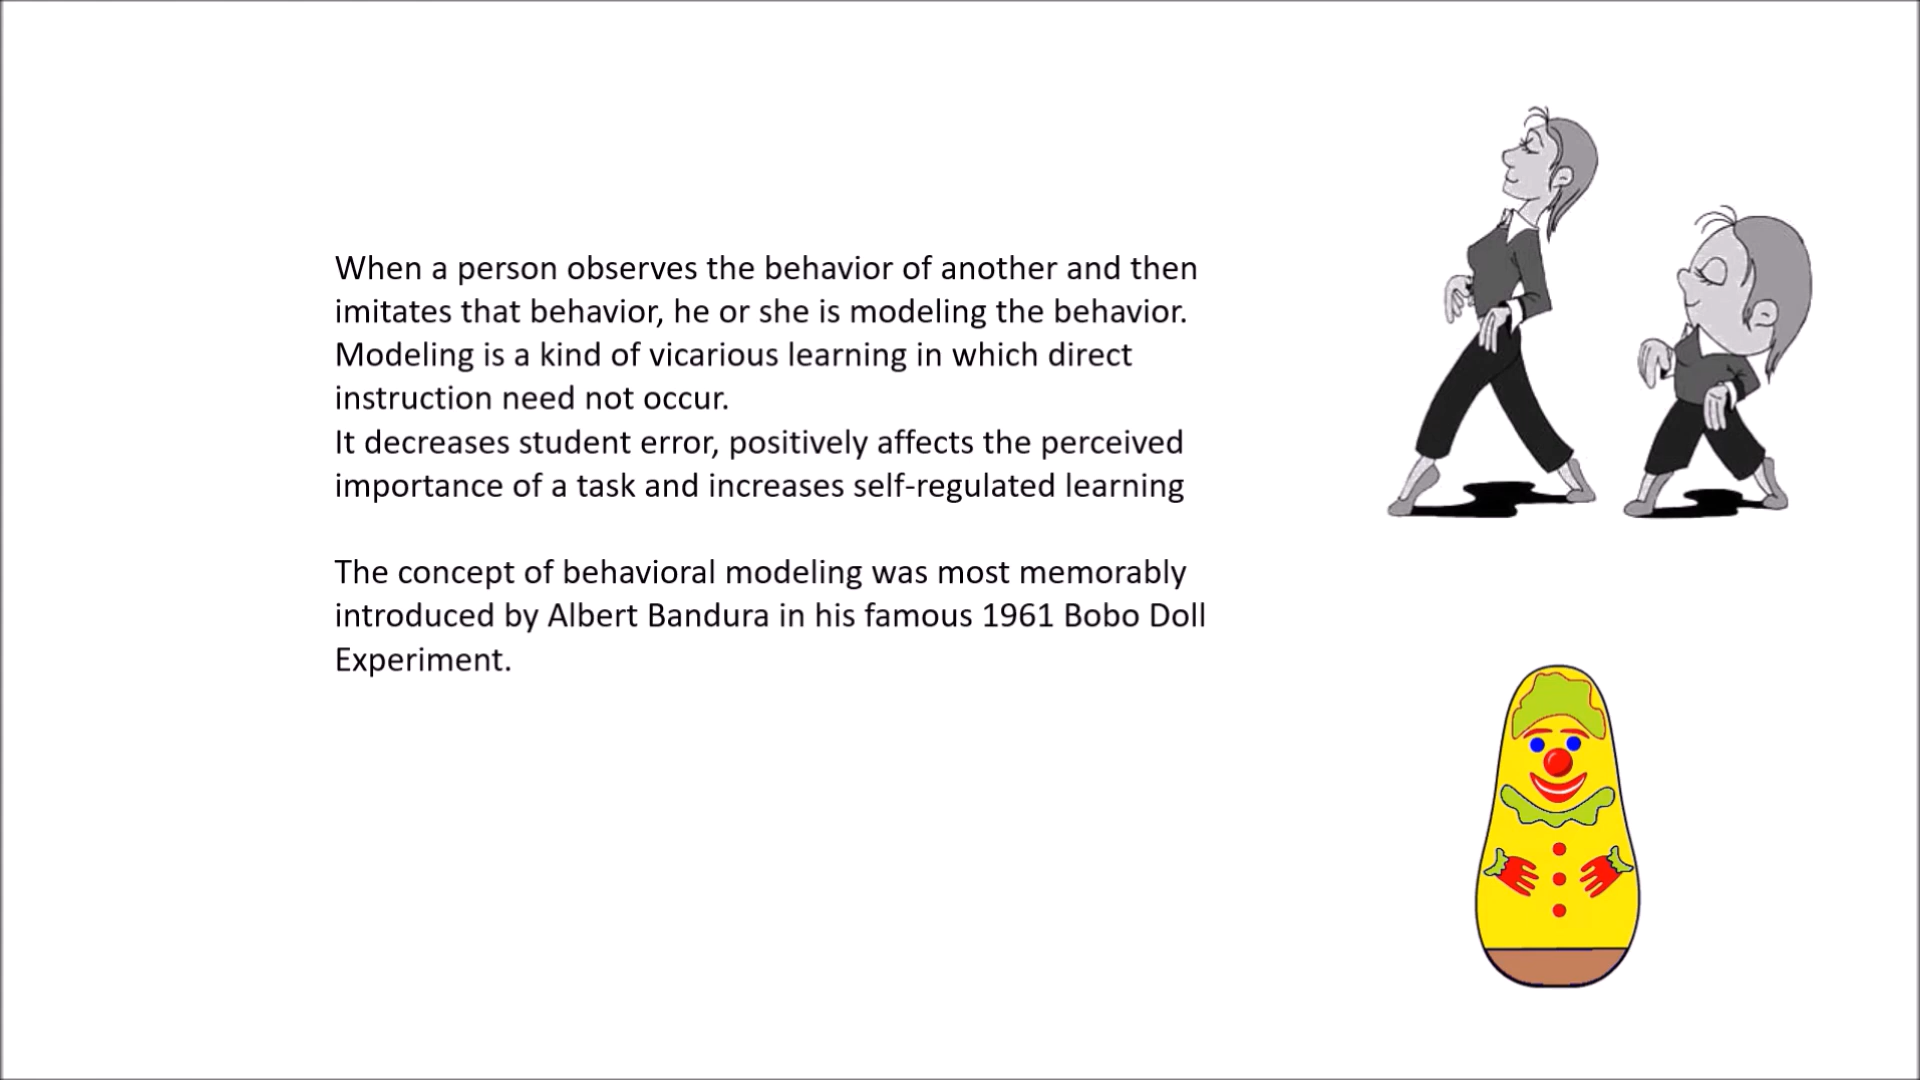 When a person observes the behavior of another and then
imitates that behavior, he or she is modeling the behavior.
Modeling is a kind of vicarious learning in which direct
instruction need not occur.
It decreases student error, positively affects the perceived
importance of a task and increases self-regulated learning
The concept of behavioral modeling was most memorably
introduced by Albert Bandura in his famous 1961 Bobo Doll
Experiment.